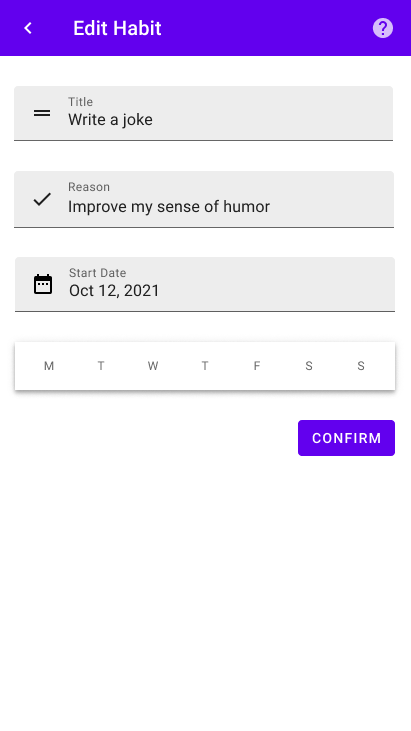 Edit Habit
Title
Write a joke
Reason
Improve my sense of humor
Start Date
Oct 12, 2021
M T W T F S S
CONFIRM